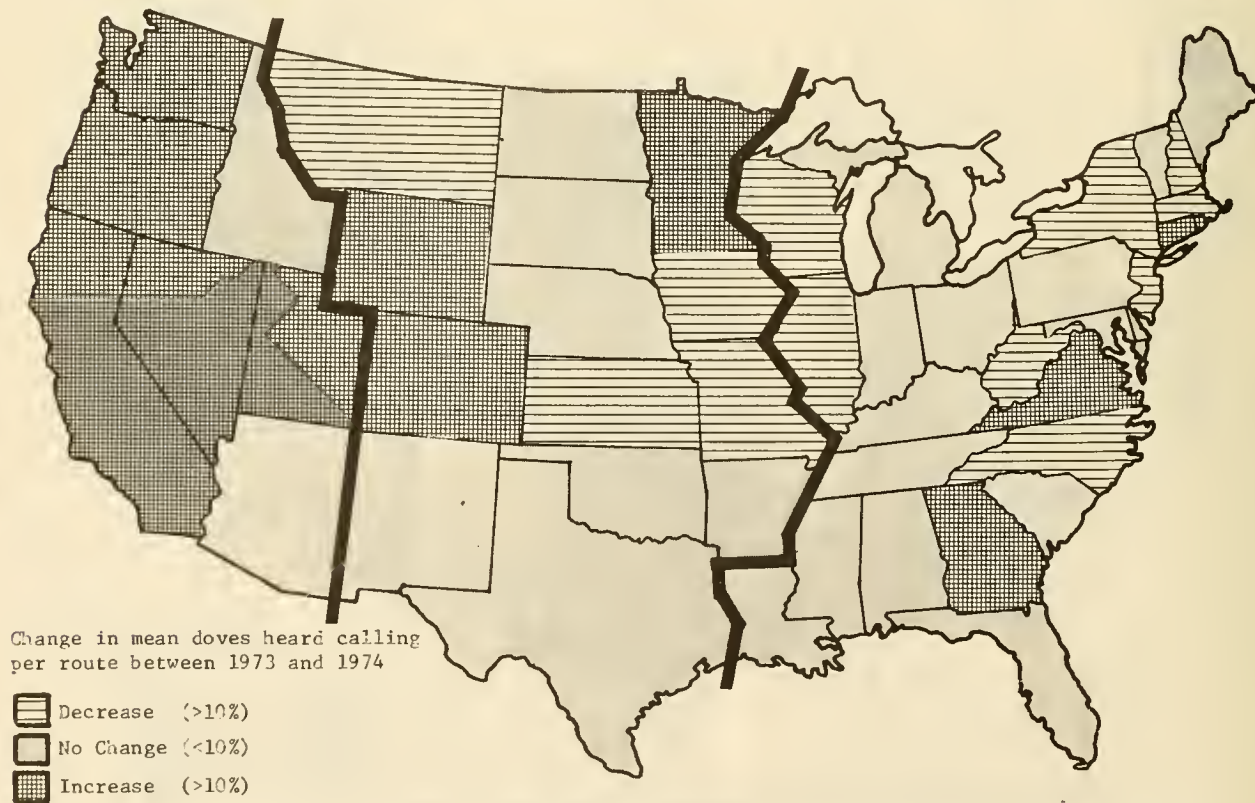 Change in mean doves heard calling
per route between 1973 and 1974
Decrease (>10%)
No Change (<10%)
Increase (>10%)